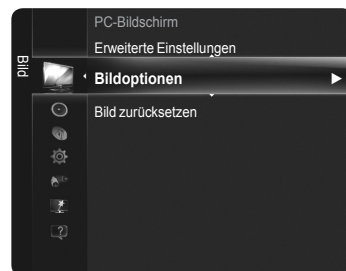 PC-Bildschirm
Erweiterte Einstellungen
Bild
Bildoptionen
Bild zurücksetzen